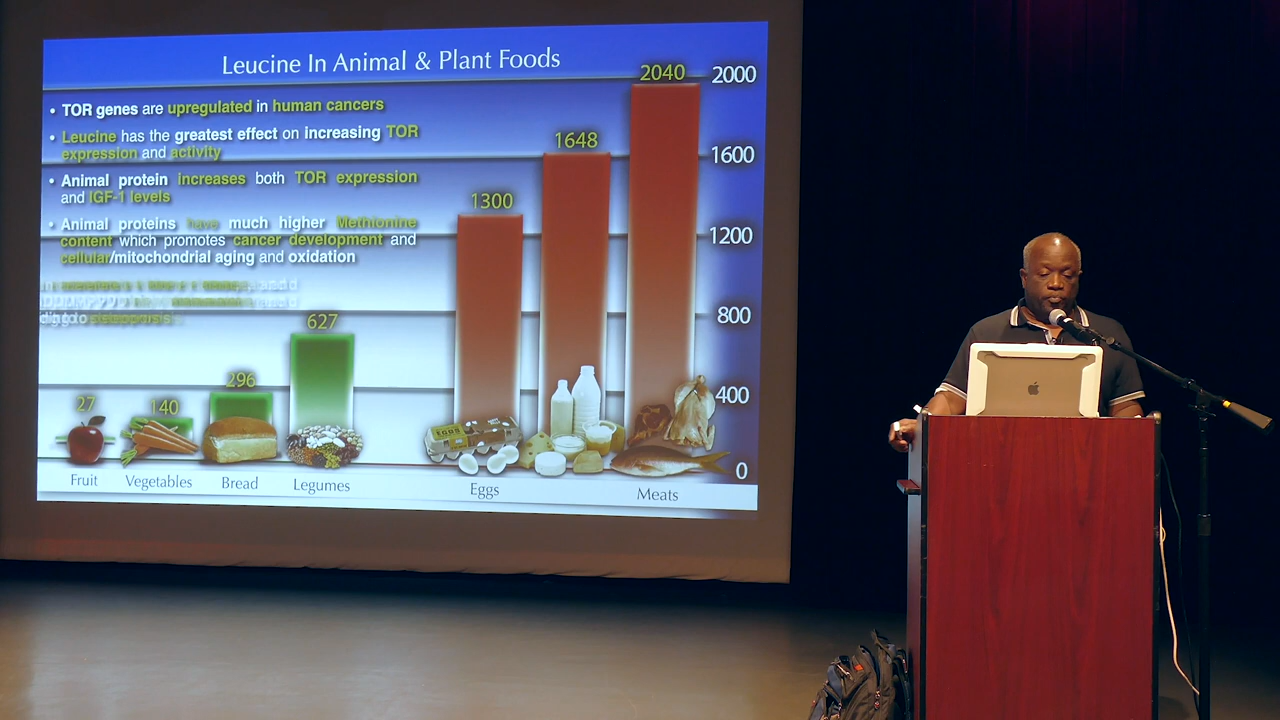 Leucine In Animal & Plant Foods
• TOR genes are upregulated in human cancers
• Leucine has the greatest effect on increasing TOR
expression and activity
• Animal protein increases both TOR expression
and IGF-1 levels
• Animal proteins have much higher Methionine
content which promotes cancer development and
cellular/mitochondrial aging and oxidation
2040
2000
1648
1600
1300
1200
800
627
400
296
140
27
0
EGGS
Fruit
Vegetables
Bread
Legumes
Eggs
Meats